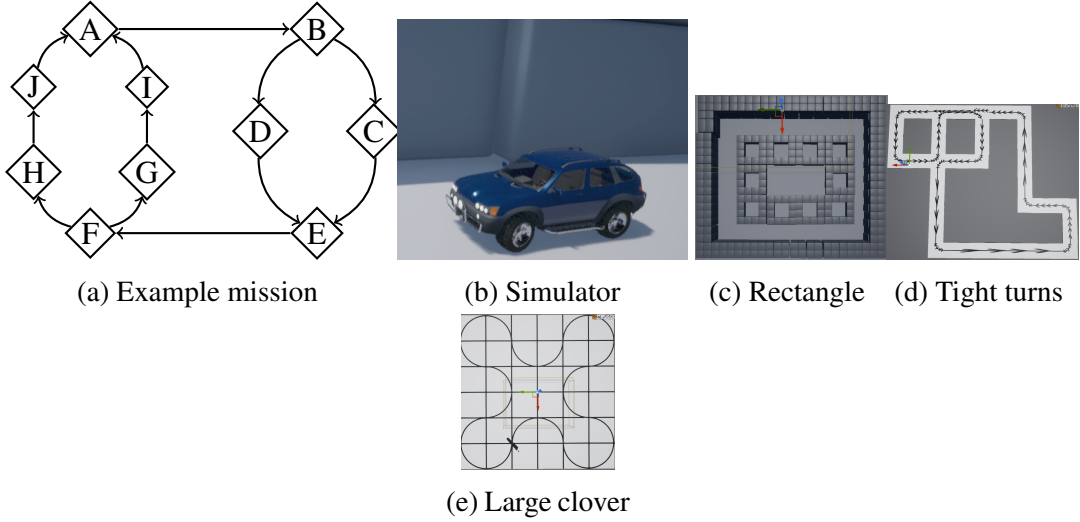 A
B
J
I
D
C
H
G
F
E
(a) Example mission
(b) Simulator
(c) Rectangle
(d) Tight turns
(e) Large clover